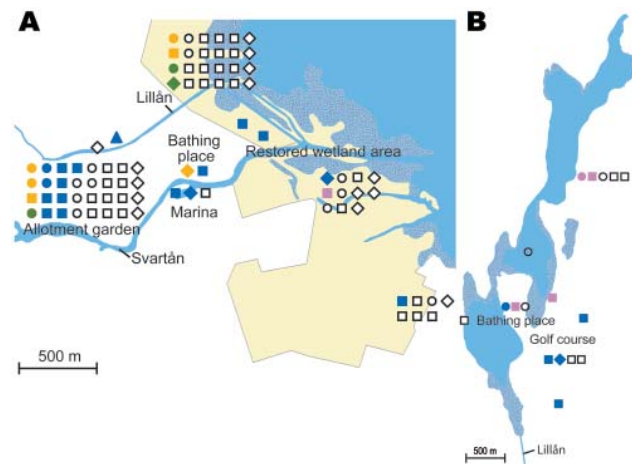 A
B
Lillån
Bathing
place
Restored wetland area
Marina
Allotment garden
Svartån
500 m
Bathing place
Golf course
500 m
Lillån